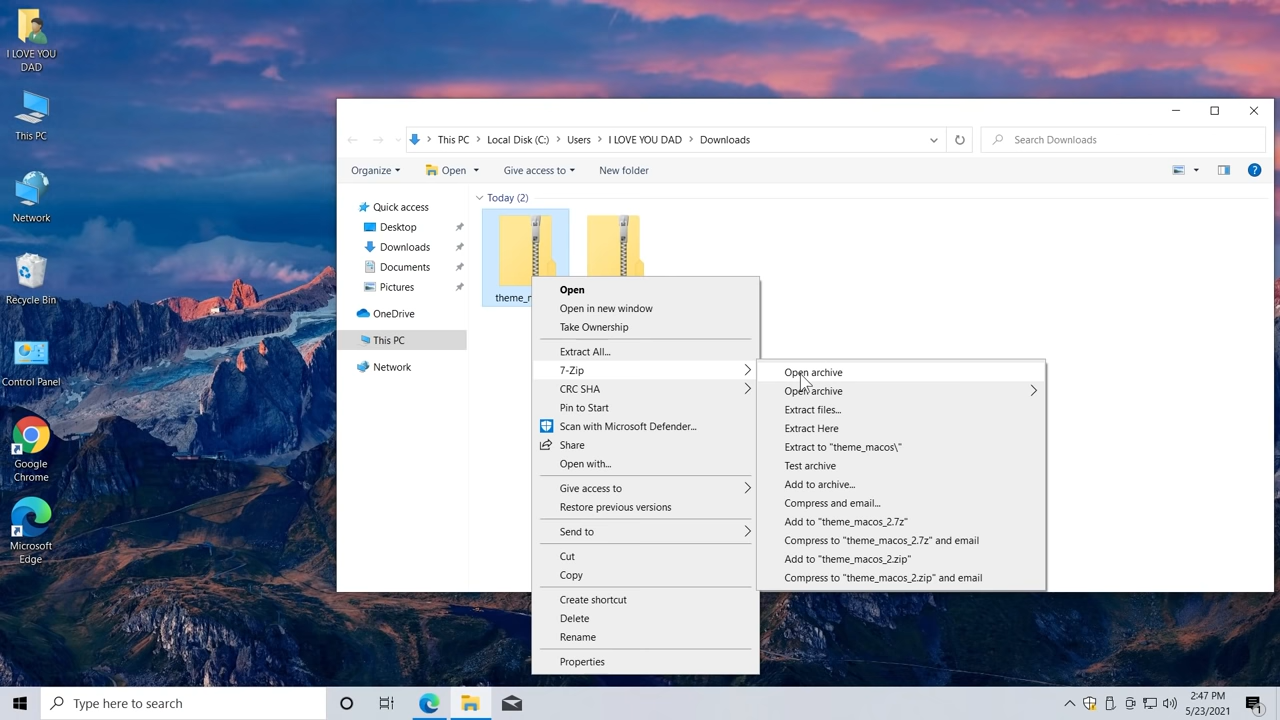 I LOVE YOU
DAD
This PC
Network
Recycle Bin
Control Panel
Google
Chrome
Microsoft
Edge
This PC
Local Disk (C:)
Users
I LOVE YOU DAD
Downloads
Search Downloads
Organize
Open
Give access to
New folder
?
Quick access
Desktop
Downloads
Documents
Pictures
OneDrive
This PC
Network
Today (2)
Open
Open in new window
Take Ownership
Extract All...
7-Zip
CRC SHA
Pin to Start
Scan with Microsoft Defender...
Share
Open with...
Give access to
Restore previous versions
Send to
Cut
Copy
Create shortcut
Delete
Rename
Properties
Open archive
Open archive
Extract files...
Extract Here
Extract to "theme_macos\"
Test archive
Add to archive...
Compress and email...
Add to "theme_macos_2.7z"
Compress to "theme_macos_2.7z" and email
Add to "theme_macos_2.zip"
Compress to "theme_macos_2.zip" and email
Type here to search
2:47 PM
5/23/2021
1